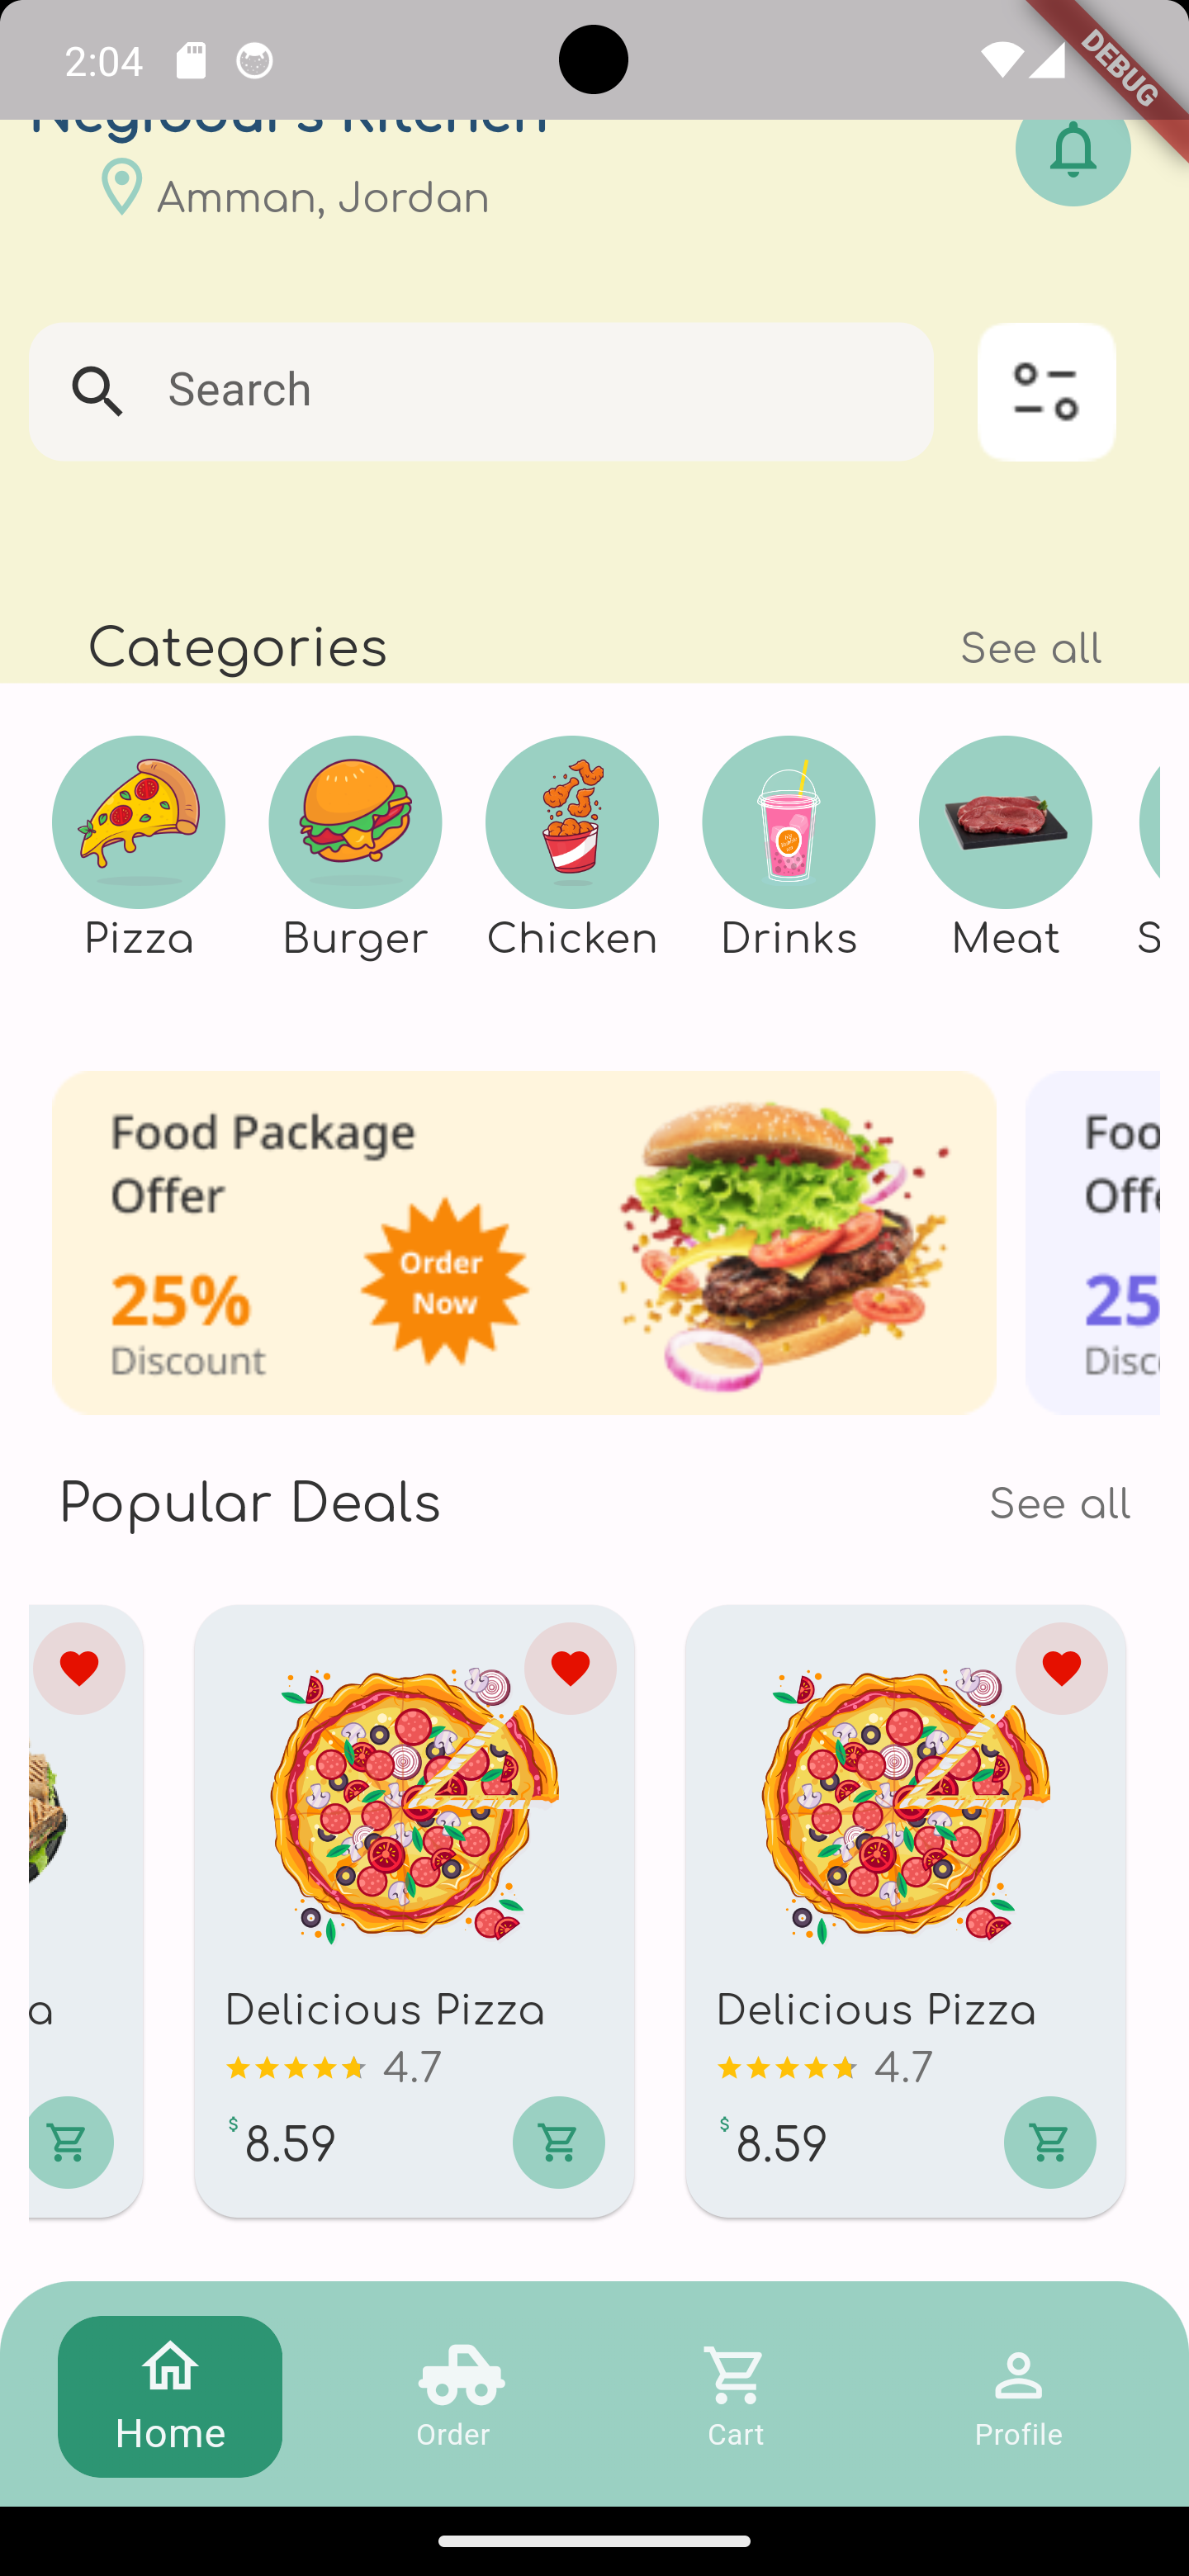 2:04
DEBUG
Amman, Jordan
Search
Categories
See all
Pizza
Burger
Chicken
Drinks
Meat
S
Food Package
Offer
25%
Discount
Order
Now
Foo
Offe
25
Disc
Popular Deals
See all
a
Delicious Pizza
4.7
$ 8.59
Delicious Pizza
4.7
$ 8.59
Home
Order
Cart
Profile